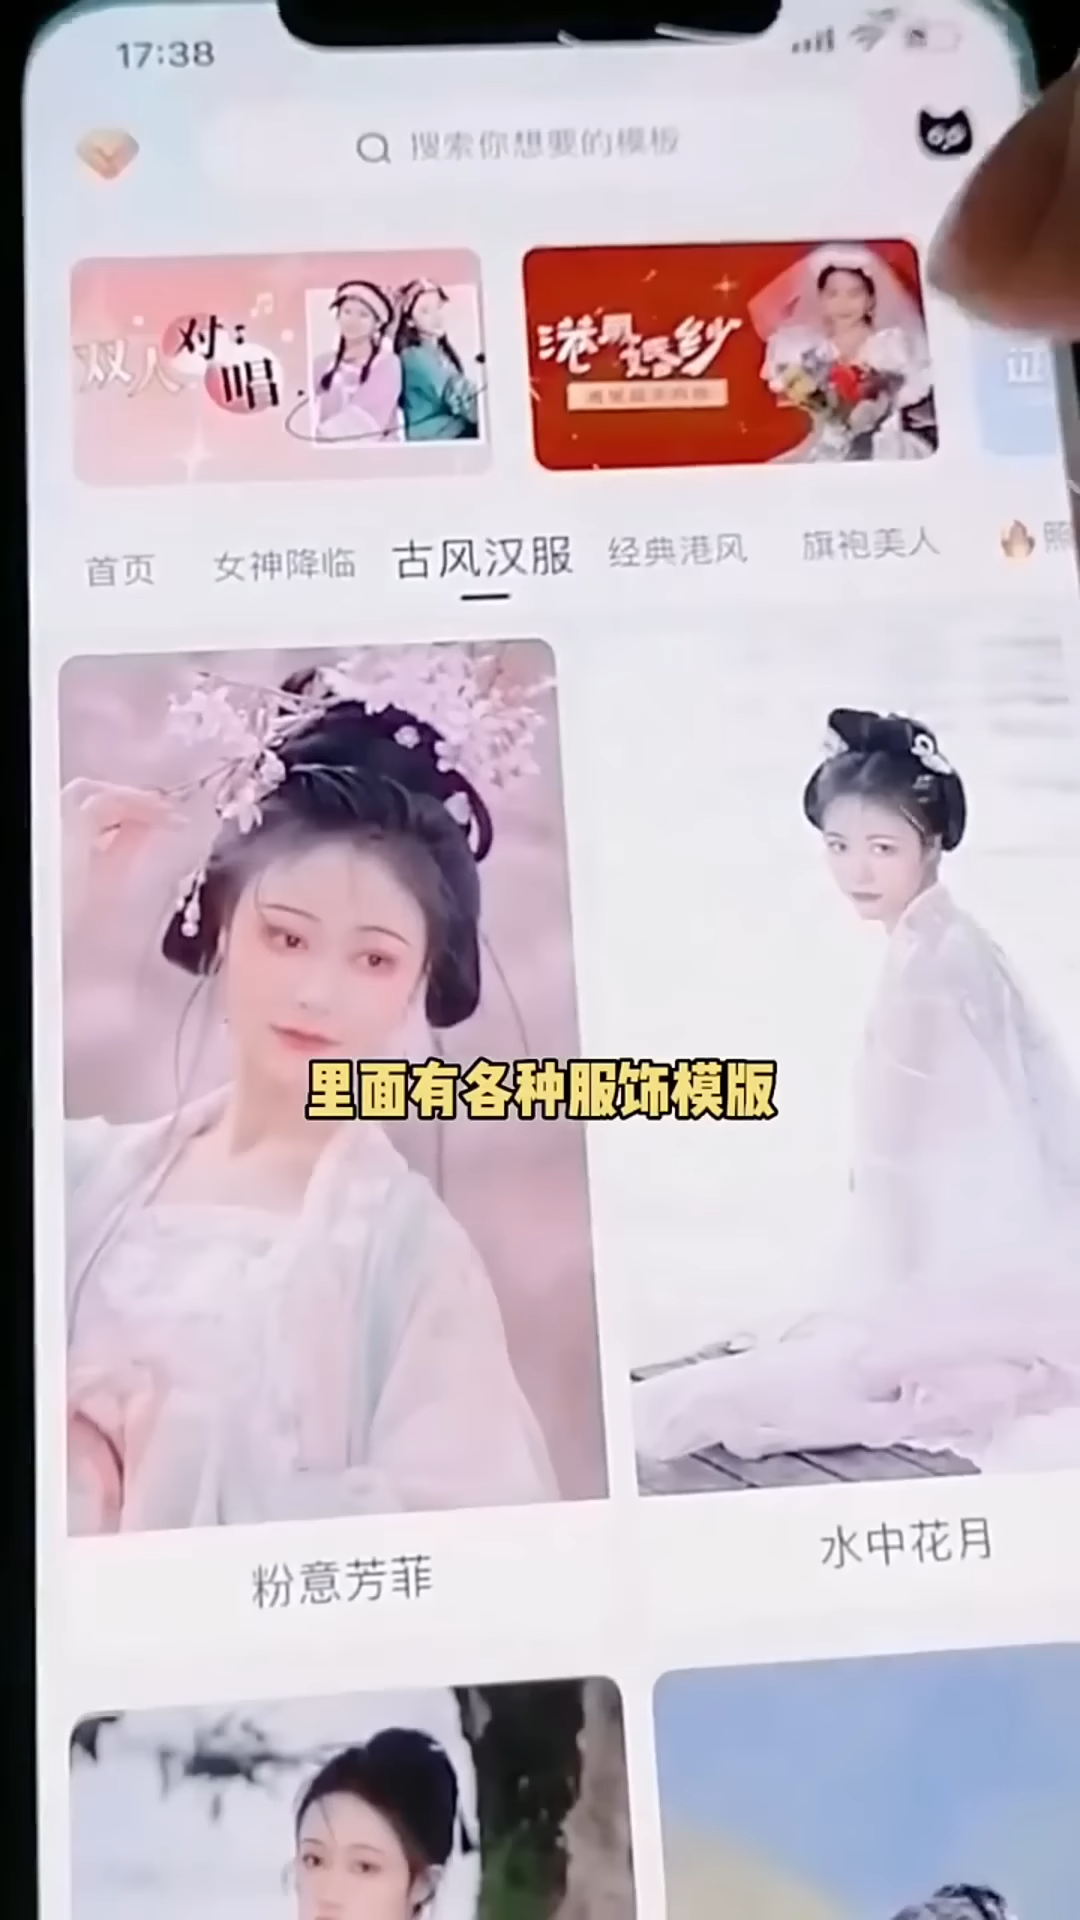 17:38
搜索你想要的模板
双人对唱
港风婚纱
证
首页 女神降临 古风汉服 经典港风 旗袍美人 照
里面有各种服饰模版
粉意芳菲
水中花月